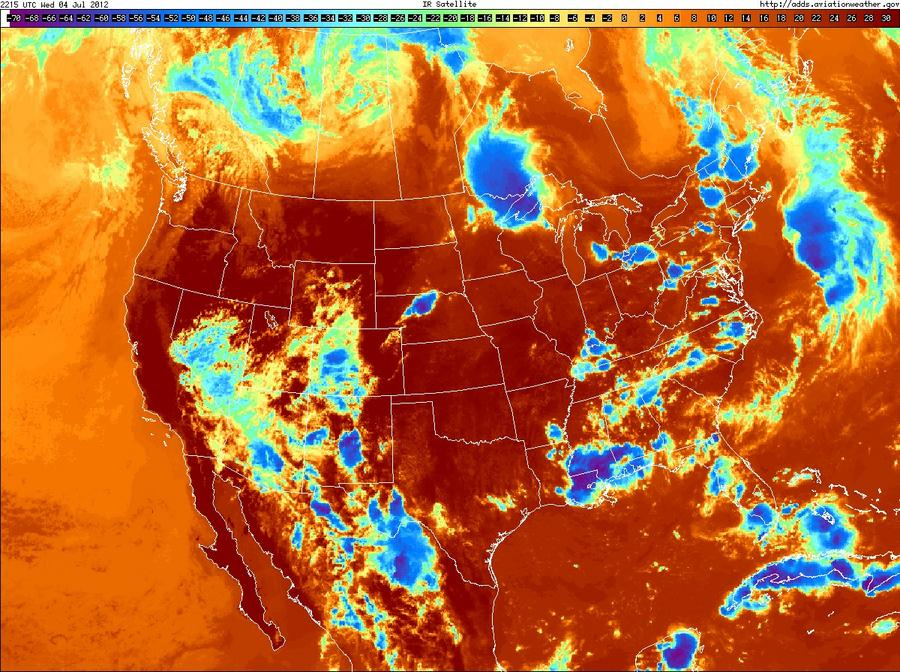 2215 UTC Wed 04 Jul 2012 IR Satellite http://adds.aviationweather.gov
-70 -68 -66 -64 -62 -60 -58 -56 -54 -52 -50 -48 -46 -44 -42 -40 -38 -36 -34 -32 -30 -28 -26 -24 -22 -20 -18 -16 -14 -12 -10 -8 -6 -4 -2 0 2 4 6 8 10 12 14 16 18 20 22 24 26 28 30